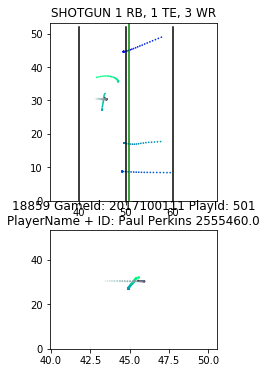 SHOTGUN 1 RB, 1 TE, 3 WR
50
40
30
20
10
0
40 50 60
18859 GameId: 2017100111 PlayId: 501
PlayerName + ID: Paul Perkins 2555460.0
40
20
0
40.0 42.5 45.0 47.5 50.0